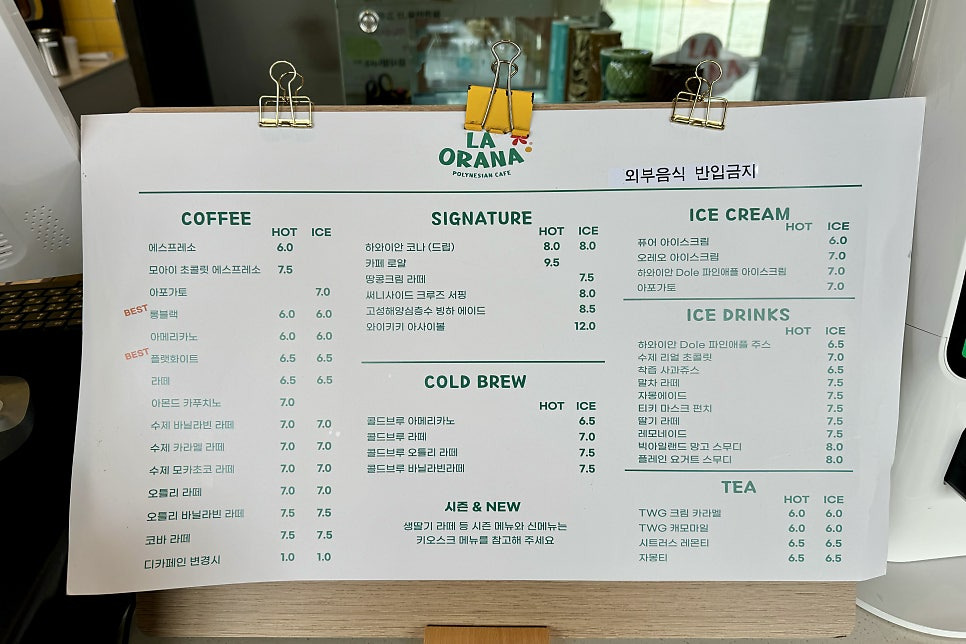 LA
ORANA
POLYNESIAN CAFE
외부음식 반입금지
COFFEE
HOT ICE
에스프레소 6.0
모아이 초콜릿 에스프레소 7.5
아포가토 7.0
BEST 롱블랙 6.0 6.0
아메리카노 6.0 6.0
BEST 플랫화이트 6.5 6.5
라떼 6.5 6.5
아몬드 카푸치노 7.0
수제 바닐라빈 라떼 7.0 7.0
수제 카라멜 라떼 7.0 7.0
수제 모카초코 라떼 7.0 7.0
오틀리 라떼 7.0 7.0
오틀리 바닐라빈 라떼 7.5 7.5
코바 라떼 7.5 7.5
디카페인 변경시 1.0 1.0
SIGNATURE
HOT ICE
하와이안 코나 (드립) 8.0 8.0
카페 로얄 9.5
땅콩크림 라떼 7.5
써니사이드 크루즈 서핑 8.0
고성해양심층수 빙하 에이드 8.5
와이키키 아사이볼 12.0
COLD BREW
HOT ICE
콜드브루 아메리카노 6.5
콜드브루 라떼 7.0
콜드브루 오틀리 라떼 7.5
콜드브루 바닐라빈라떼 7.5
시즌 & NEW
생딸기 라떼 등 시즌 메뉴와 신메뉴는
키오스크 메뉴를 참고해 주세요
ICE CREAM
HOT ICE
퓨어 아이스크림 6.0
오레오 아이스크림 7.0
하와이안 Dole 파인애플 아이스크림 7.0
아포가토 7.0
ICE DRINKS
HOT ICE
하와이안 Dole 파인애플 주스 6.5
수제 리얼 초콜릿 7.0
착즙 사과쥬스 6.5
말차 라떼 7.5
자몽에이드 7.5
티키 마스크 펀치 7.5
딸기 라떼 7.5
레모네이드 7.5
빅아일랜드 망고 스무디 8.0
플레인 요거트 스무디 8.0
TEA
HOT ICE
TWG 크림 카라멜 6.0 6.0
TWG 캐모마일 6.0 6.0
시트러스 레몬티 6.5 6.5
자몽티 6.5 6.5